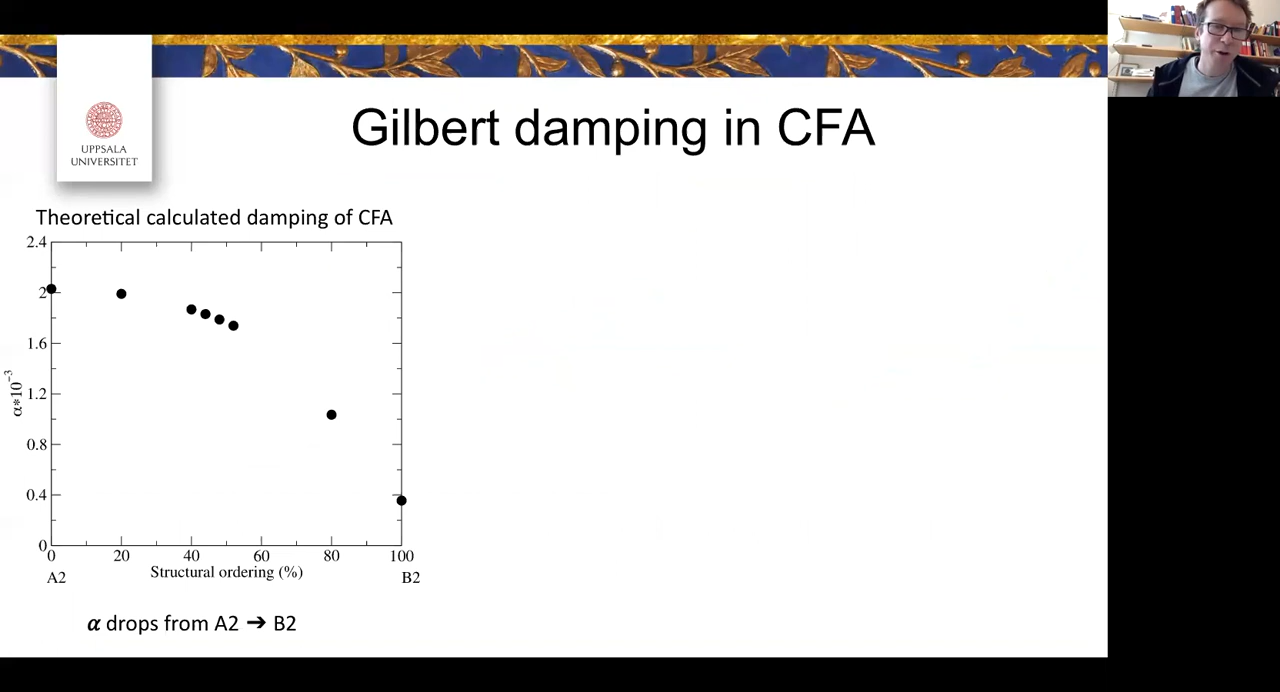 Gilbert damping in CFA
UPPSALA
UNIVERSITET
Theoretical calculated damping of CFA
2.4
2
1.6
1.2
0.8
0.4
0
α*10⁻³
0 20 40 60 80 100
Structural ordering (%)
A2 B2
α drops from A2 ➔ B2